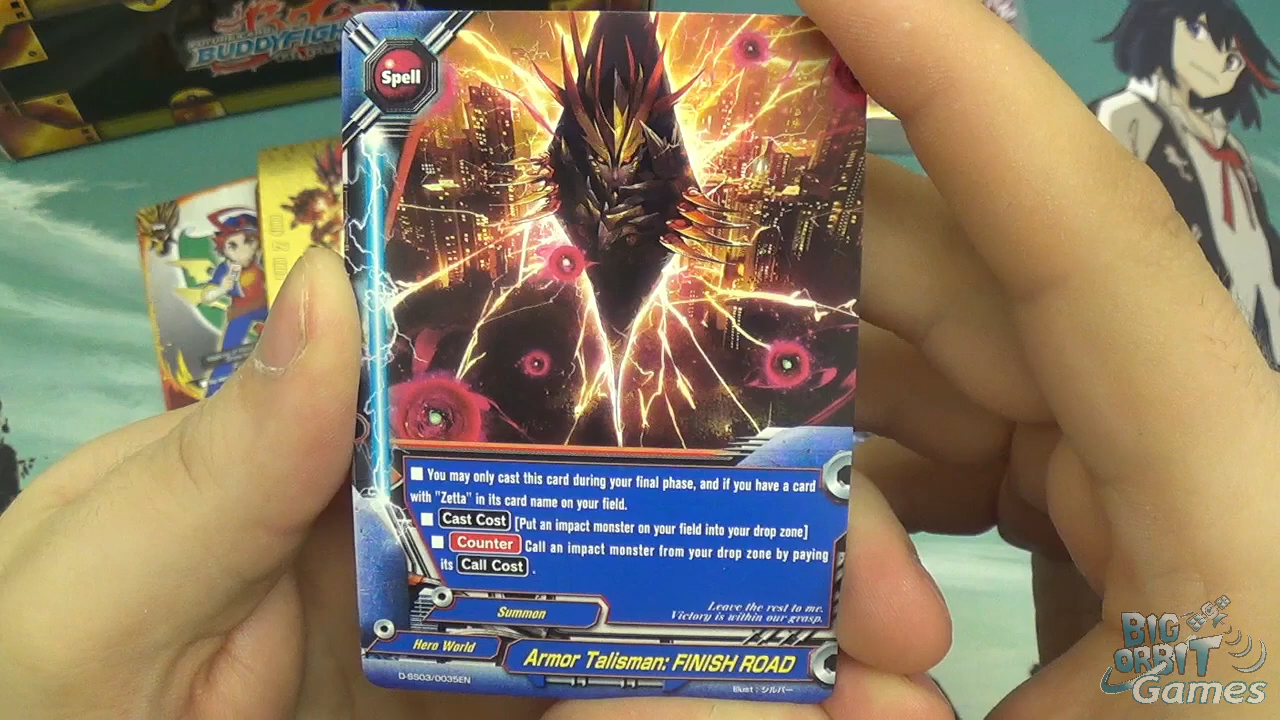 BUDDYFIGHT
Spell
■ You may only cast this card during your final phase, and if you have a card
with "Zetta" in its card name on your field.
■ Cast Cost [Put an impact monster on your field into your drop zone]
■ Counter Call an impact monster from your drop zone by paying
its Call Cost .
Summon
Leave the rest to me.
Victory is within our grasp.
Hero World
Armor Talisman: FINISH ROAD
D-SS03/0035EN
Illust : シルバー
BIG
ORBIT
Games